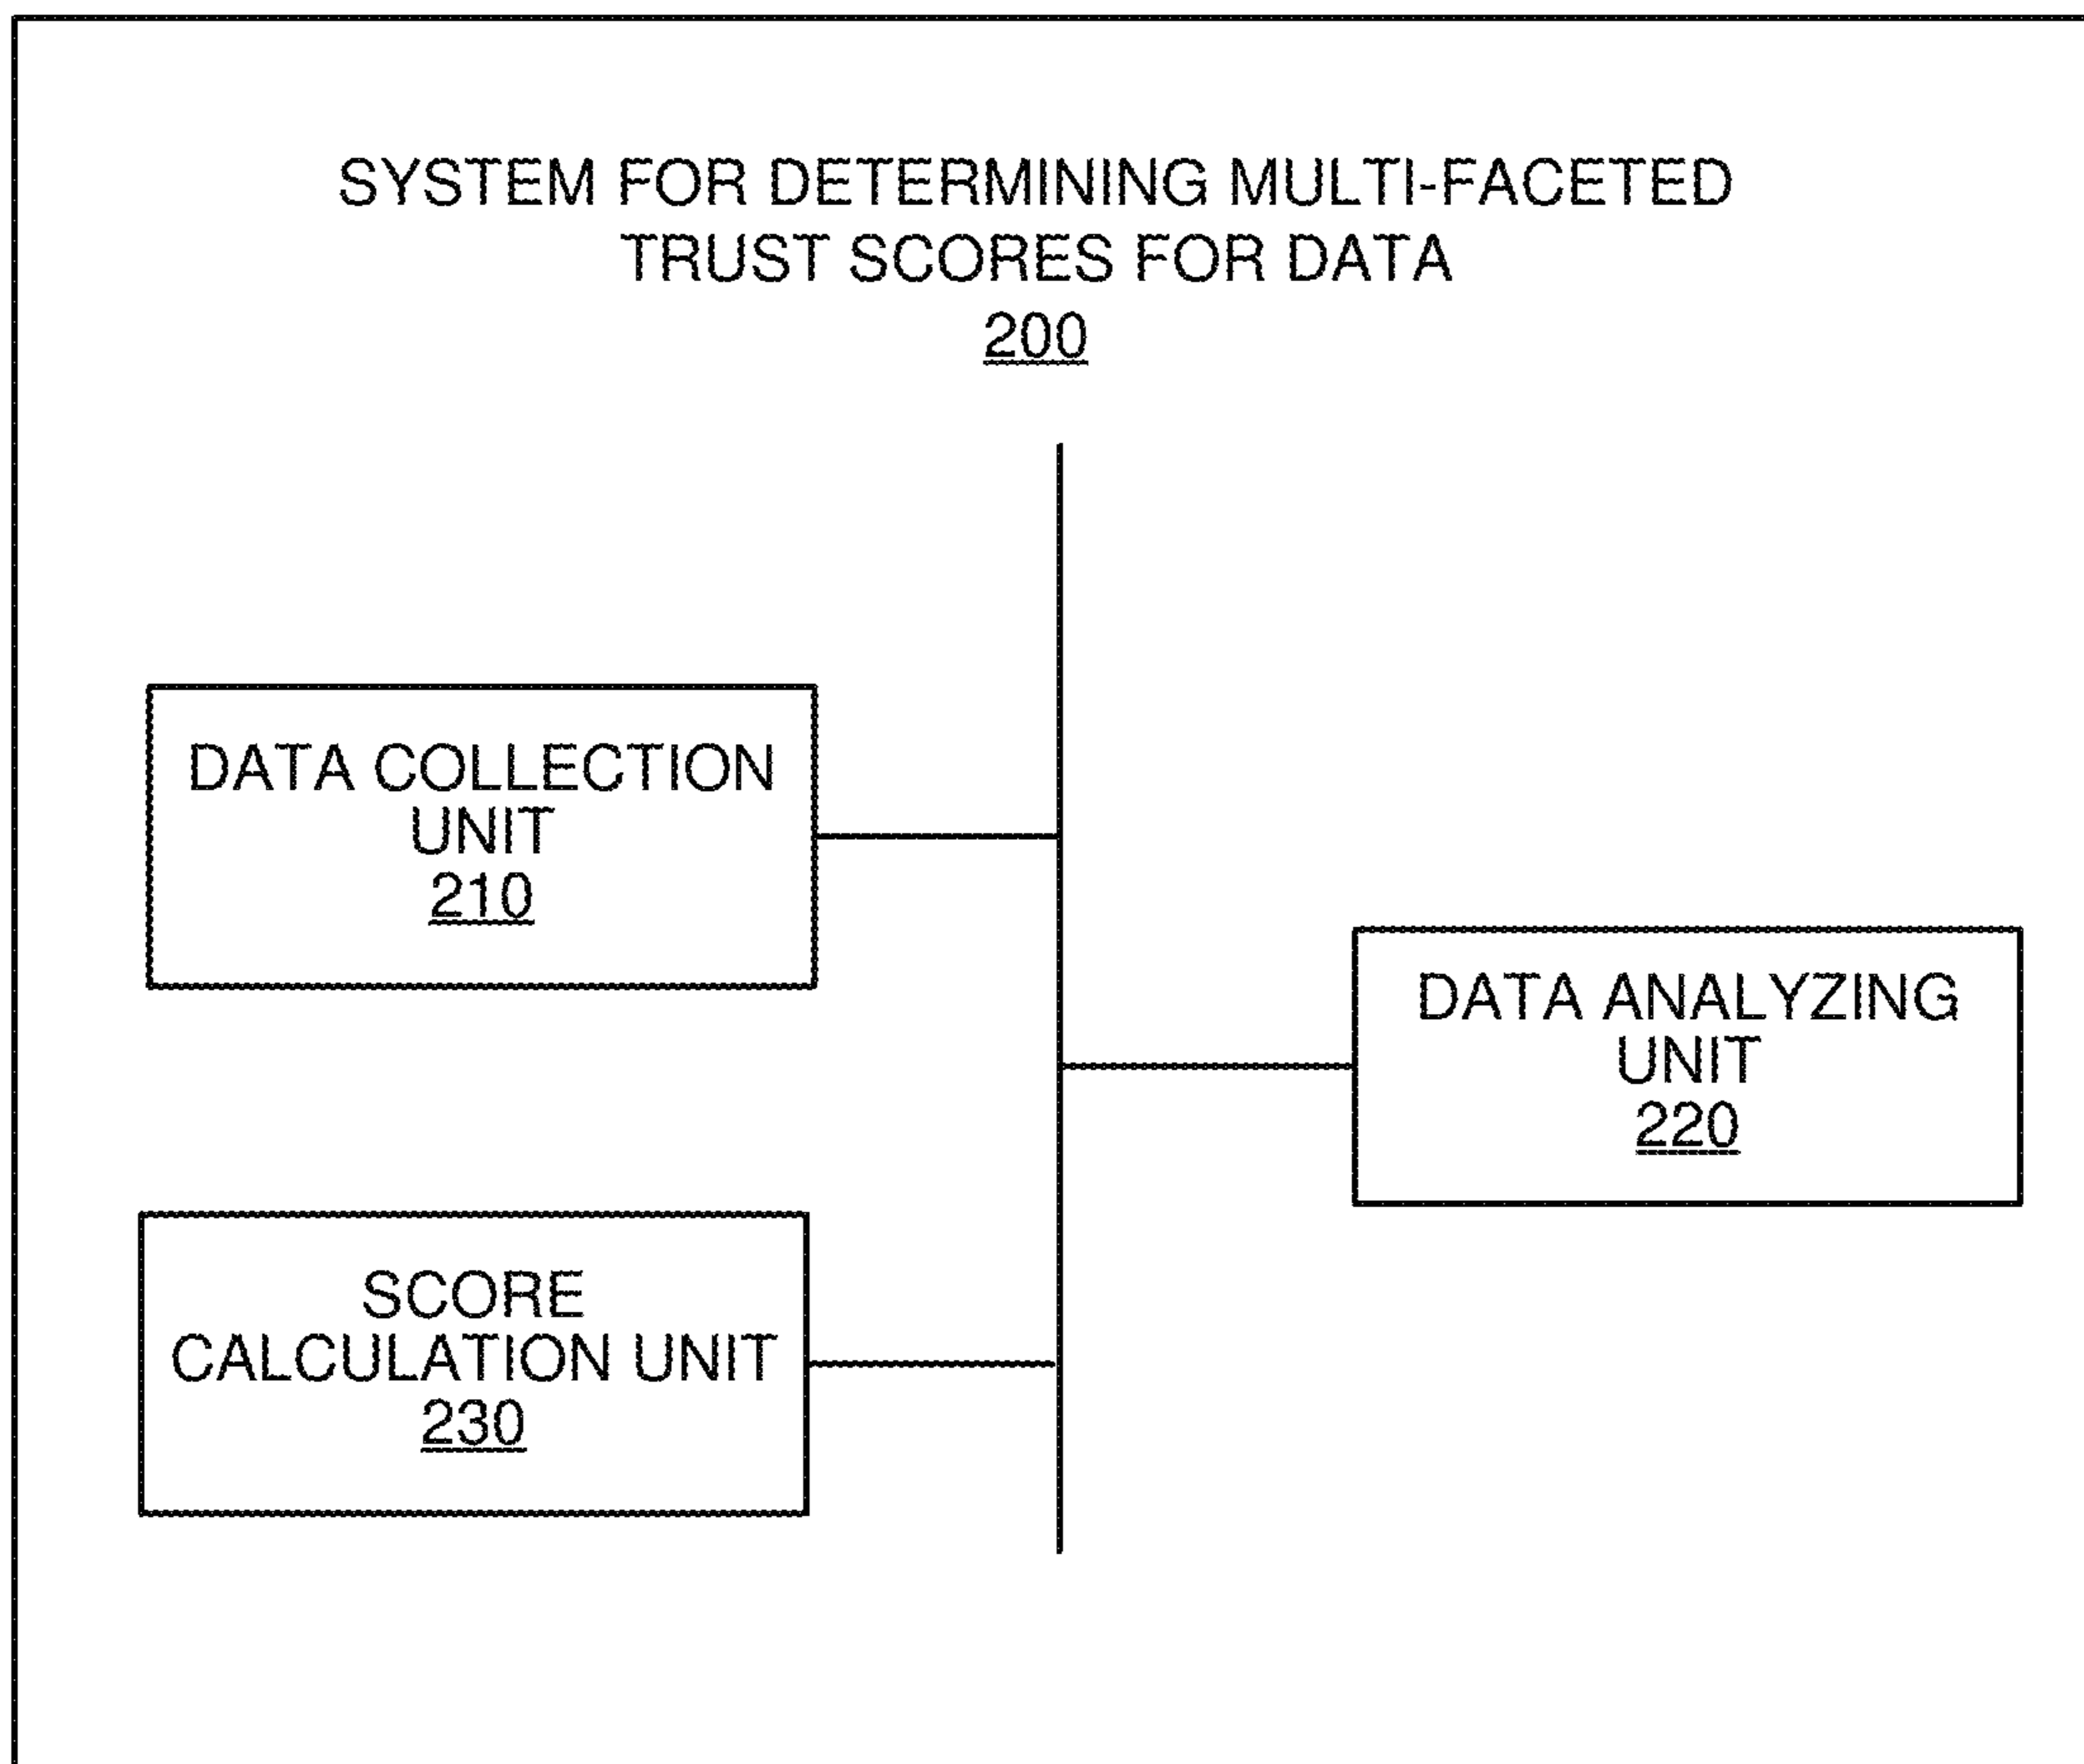 SYSTEM FOR DETERMINING MULTI-FACETED
TRUST SCORES FOR DATA
200
DATA COLLECTION
UNIT
210
DATA ANALYZING
UNIT
220
SCORE
CALCULATION UNIT
230